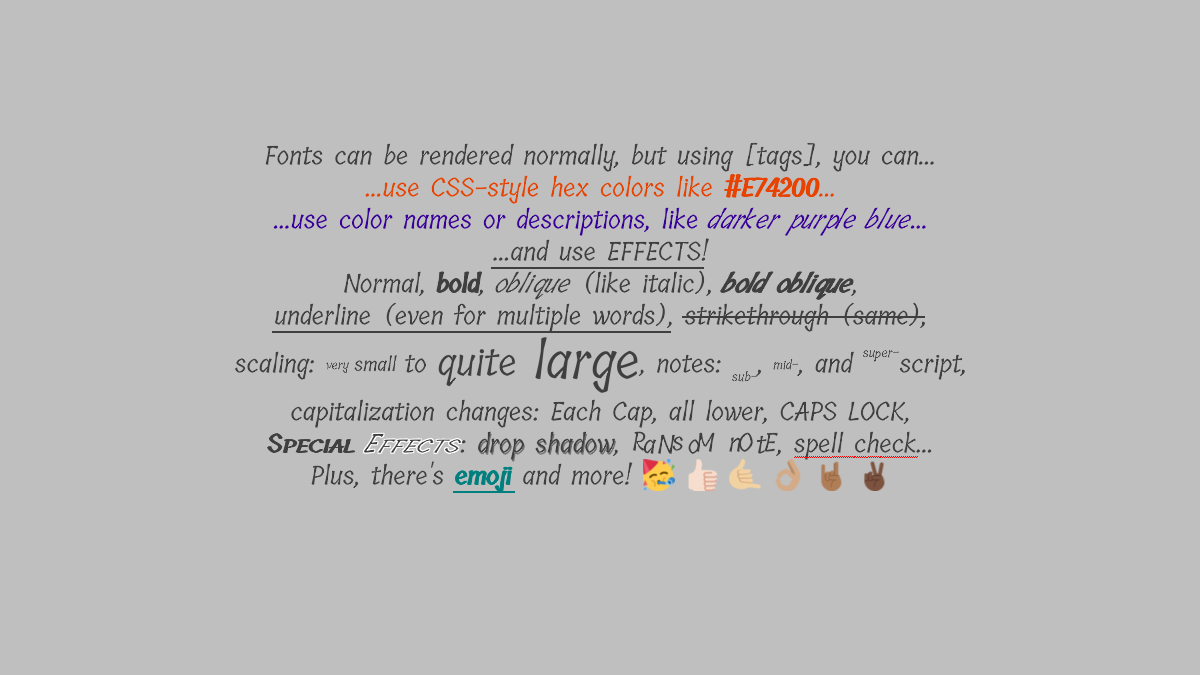 Fonts can be rendered normally, but using [tags], you can...
...use CSS-style hex colors like #E74200...
...use color names or descriptions, like darker purple blue...
...and use EFFECTS!
Normal, bold, oblique (like italic), bold oblique,
underline (even for multiple words), strikethrough (same),
scaling: very small to quite large, notes: sub-, mid-, and super-script,
capitalization changes: Each Cap, all lower, CAPS LOCK,
Special Effects: drop shadow, RaNsoM nOtE, spell check...
Plus, there's emoji and more! 🥳 👍🏻 🤙🏼 👌🏽 🤘🏾 ✌🏿